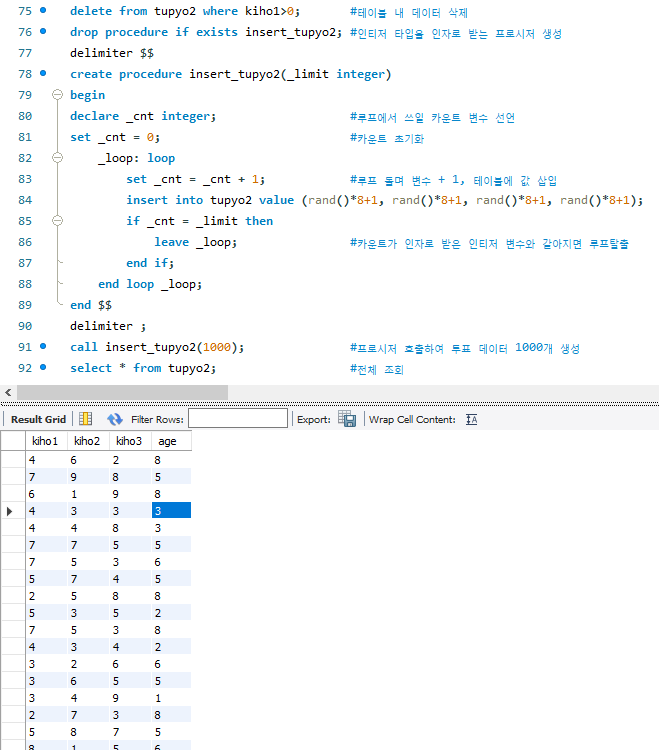 75 delete from tupyo2 where kiho1>0; #테이블 내 데이터 삭제
76 drop procedure if exists insert_tupyo2; #인티저 타입을 인자로 받는 프로시저 생성
77 delimiter $$
78 create procedure insert_tupyo2(_limit integer)
79 begin
80 declare _cnt integer; #루프에서 쓰일 카운트 변수 선언
81 set _cnt = 0; #카운트 초기화
82 _loop: loop
83 set _cnt = _cnt + 1; #루프 돌며 변수 + 1, 테이블에 값 삽입
84 insert into tupyo2 value (rand()*8+1, rand()*8+1, rand()*8+1, rand()*8+1);
85 if _cnt = _limit then
86 leave _loop; #카운트가 인자로 받은 인티저 변수와 같아지면 루프탈출
87 end if;
88 end loop _loop;
89 end $$
90 delimiter ;
91 call insert_tupyo2(1000); #프로시저 호출하여 투표 데이터 1000개 생성
92 select * from tupyo2; #전체 조회
Result Grid Filter Rows: Export: Wrap Cell Content:
kiho1 kiho2 kiho3 age
4 6 2 8
7 9 8 5
6 1 9 8
4 3 3 3
4 4 8 3
7 7 5 5
7 5 3 6
5 7 4 5
2 5 8 8
5 3 5 2
7 5 3 8
4 3 4 2
3 2 6 6
3 6 5 5
3 4 9 1
2 7 3 8
5 8 7 5
8 1 5 6